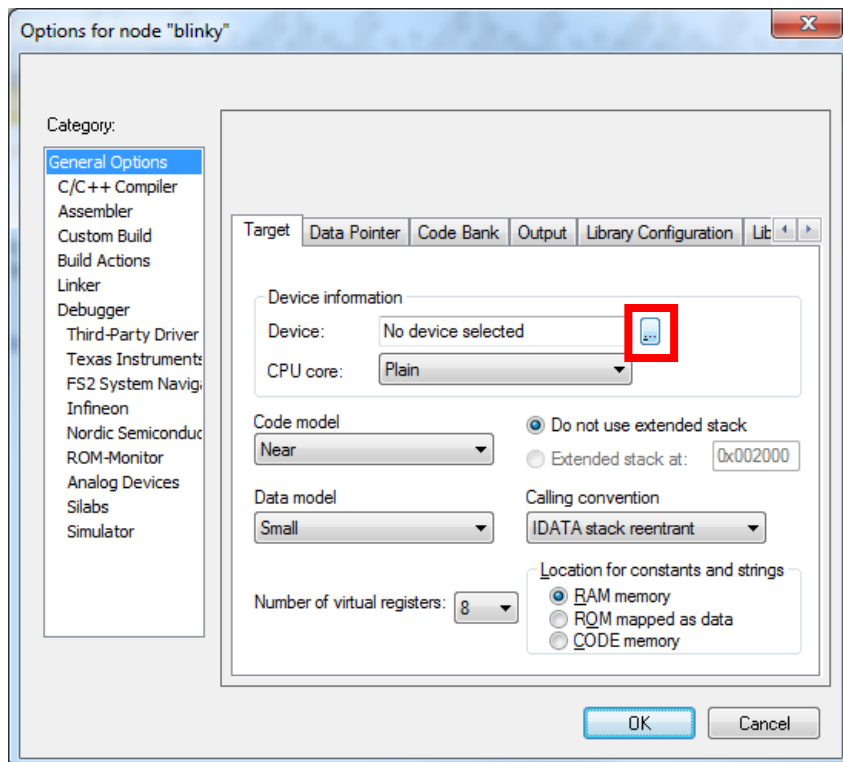 Options for node "blinky"
Category:
General Options
C/C++ Compiler
Assembler
Custom Build
Build Actions
Linker
Debugger
Third-Party Driver
Texas Instruments
FS2 System Naviga
Infineon
Nordic Semiconduc
ROM-Monitor
Analog Devices
Silabs
Simulator
Target Data Pointer Code Bank Output Library Configuration Lib
Device information
Device: No device selected ...
CPU core: Plain
Code model
Near
Do not use extended stack
Extended stack at: 0x002000
Data model
Small
Calling convention
IDATA stack reentrant
Number of virtual registers: 8
Location for constants and strings
RAM memory
ROM mapped as data
CODE memory
OK Cancel